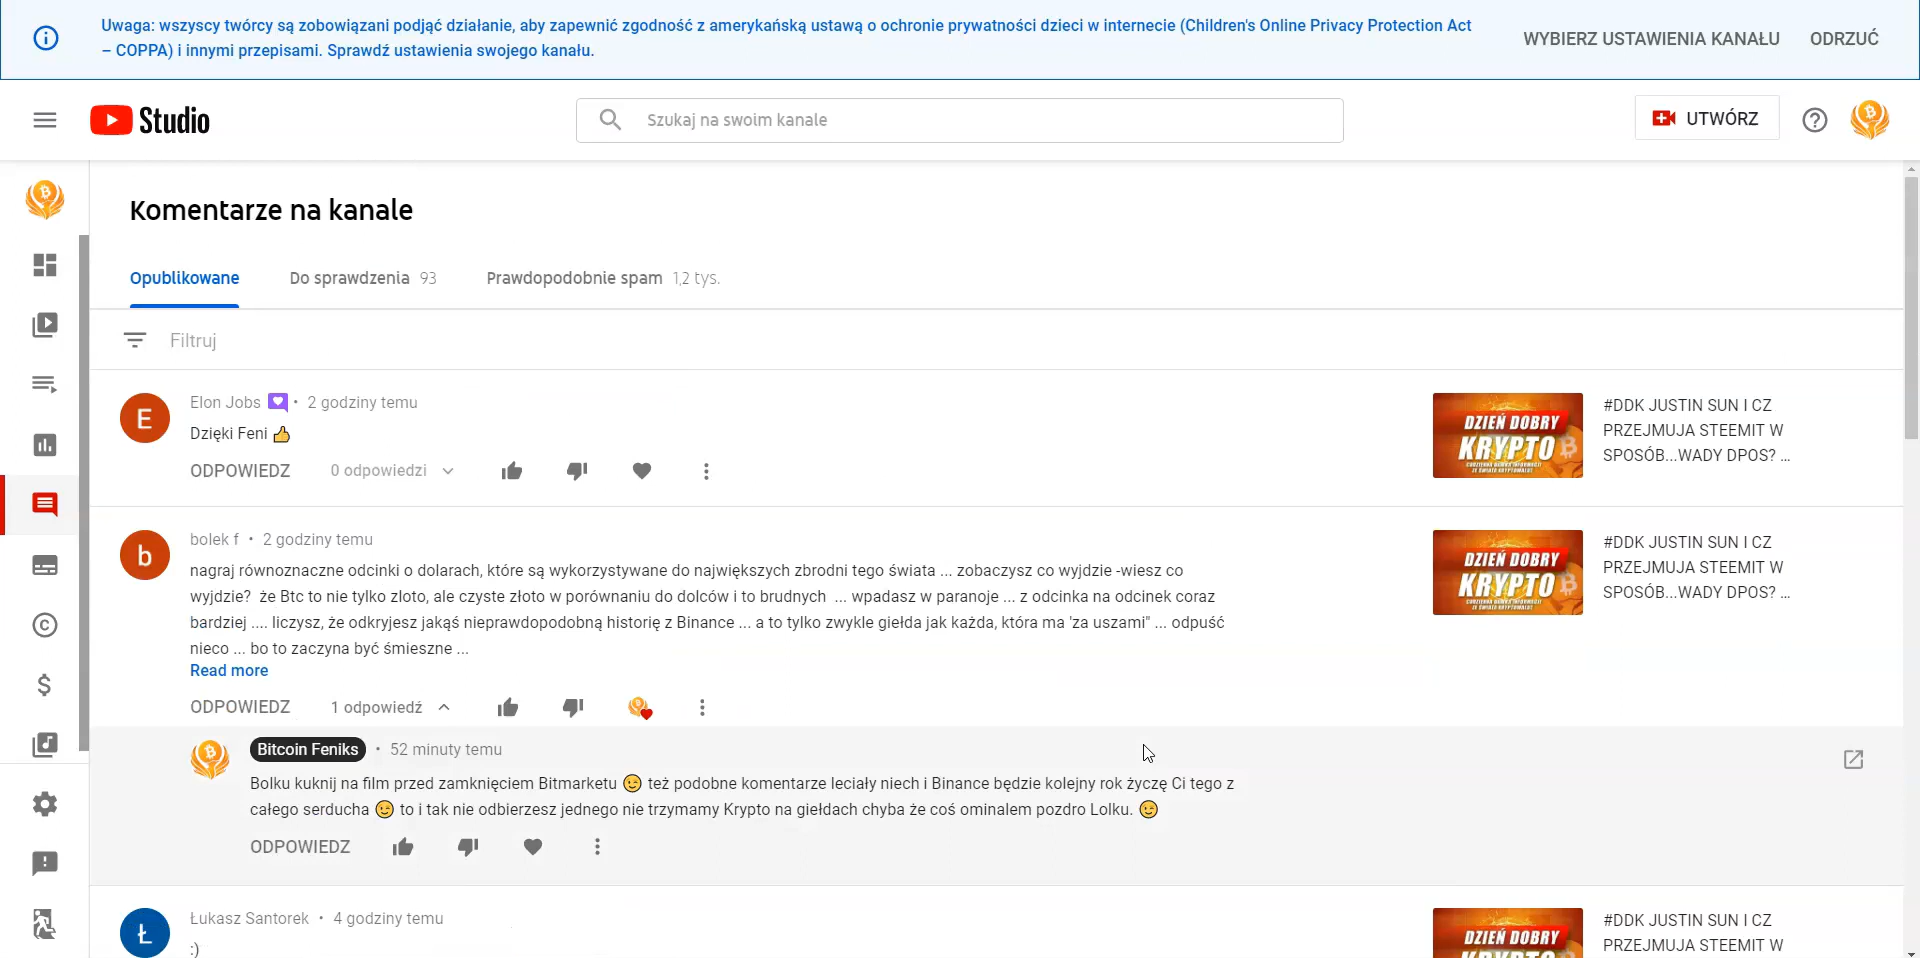 Uwaga: wszyscy twórcy są zobowiązani podjąć działanie, aby zapewnić zgodność z amerykańską ustawą o ochronie prywatności dzieci w internecie (Children's Online Privacy Protection Act
– COPPA) i innymi przepisami. Sprawdź ustawienia swojego kanału.
WYBIERZ USTAWIENIA KANAŁU
ODRZUĆ
Studio
Szukaj na swoim kanale
UTWÓRZ
Komentarze na kanale
Opublikowane
Do sprawdzenia 93
Prawdopodobnie spam 1,2 tys.
Filtruj
Elon Jobs • 2 godziny temu
Dzięki Feni 👍
ODPOWIEDZ 0 odpowiedzi
DZIEŃ DOBRY
KRYPTO
#DDK JUSTIN SUN I CZ
PRZEJMUJA STEEMIT W
SPOSÓB...WADY DPOS? ...
bolek f • 2 godziny temu
nagraj równoznaczne odcinki o dolarach, które są wykorzystywane do największych zbrodni tego świata ... zobaczysz co wyjdzie -wiesz co
wyjdzie?  że Btc to nie tylko zloto, ale czyste złoto w porównaniu do dolców i to brudnych  ... wpadasz w paranoje ... z odcinka na odcinek coraz
bardziej .... liczysz, że odkryjesz jakąś nieprawdopodobną historię z Binance ... a to tylko zwykle giełda jak każda, która ma 'za uszami" ... odpuść
nieco ... bo to zaczyna być śmieszne ...
Read more
ODPOWIEDZ 1 odpowiedź
DZIEŃ DOBRY
KRYPTO
#DDK JUSTIN SUN I CZ
PRZEJMUJA STEEMIT W
SPOSÓB...WADY DPOS? ...
Bitcoin Feniks • 52 minuty temu
Bolku kuknij na film przed zamknięciem Bitmarketu 😉 też podobne komentarze leciały niech i Binance będzie kolejny rok życzę Ci tego z
całego serducha 😉 to i tak nie odbierzesz jednego nie trzymamy Krypto na giełdach chyba że coś ominalem pozdro Lolku. 😉
ODPOWIEDZ
Łukasz Santorek • 4 godziny temu
:)
DZIEŃ DOBRY
#DDK JUSTIN SUN I CZ
PRZEJMUJA STEEMIT W